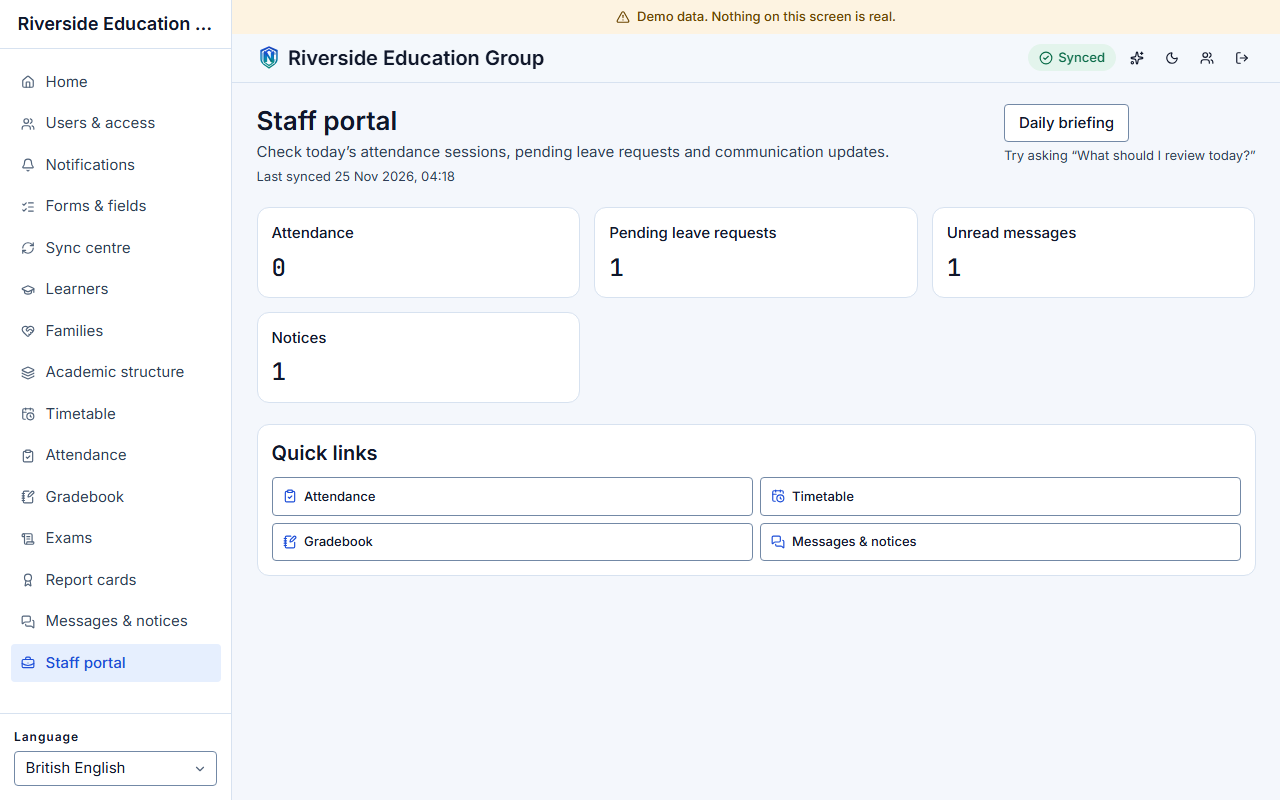 Riverside Education ...
Home
Users & access
Notifications
Forms & fields
Sync centre
Learners
Families
Academic structure
Timetable
Attendance
Gradebook
Exams
Report cards
Messages & notices
Staff portal
Language
British English
Demo data. Nothing on this screen is real.
Riverside Education Group
Synced
Staff portal
Check today’s attendance sessions, pending leave requests and communication updates.
Last synced 25 Nov 2026, 04:18
Daily briefing
Try asking “What should I review today?”
Attendance
0
Pending leave requests
1
Unread messages
1
Notices
1
Quick links
Attendance
Timetable
Gradebook
Messages & notices